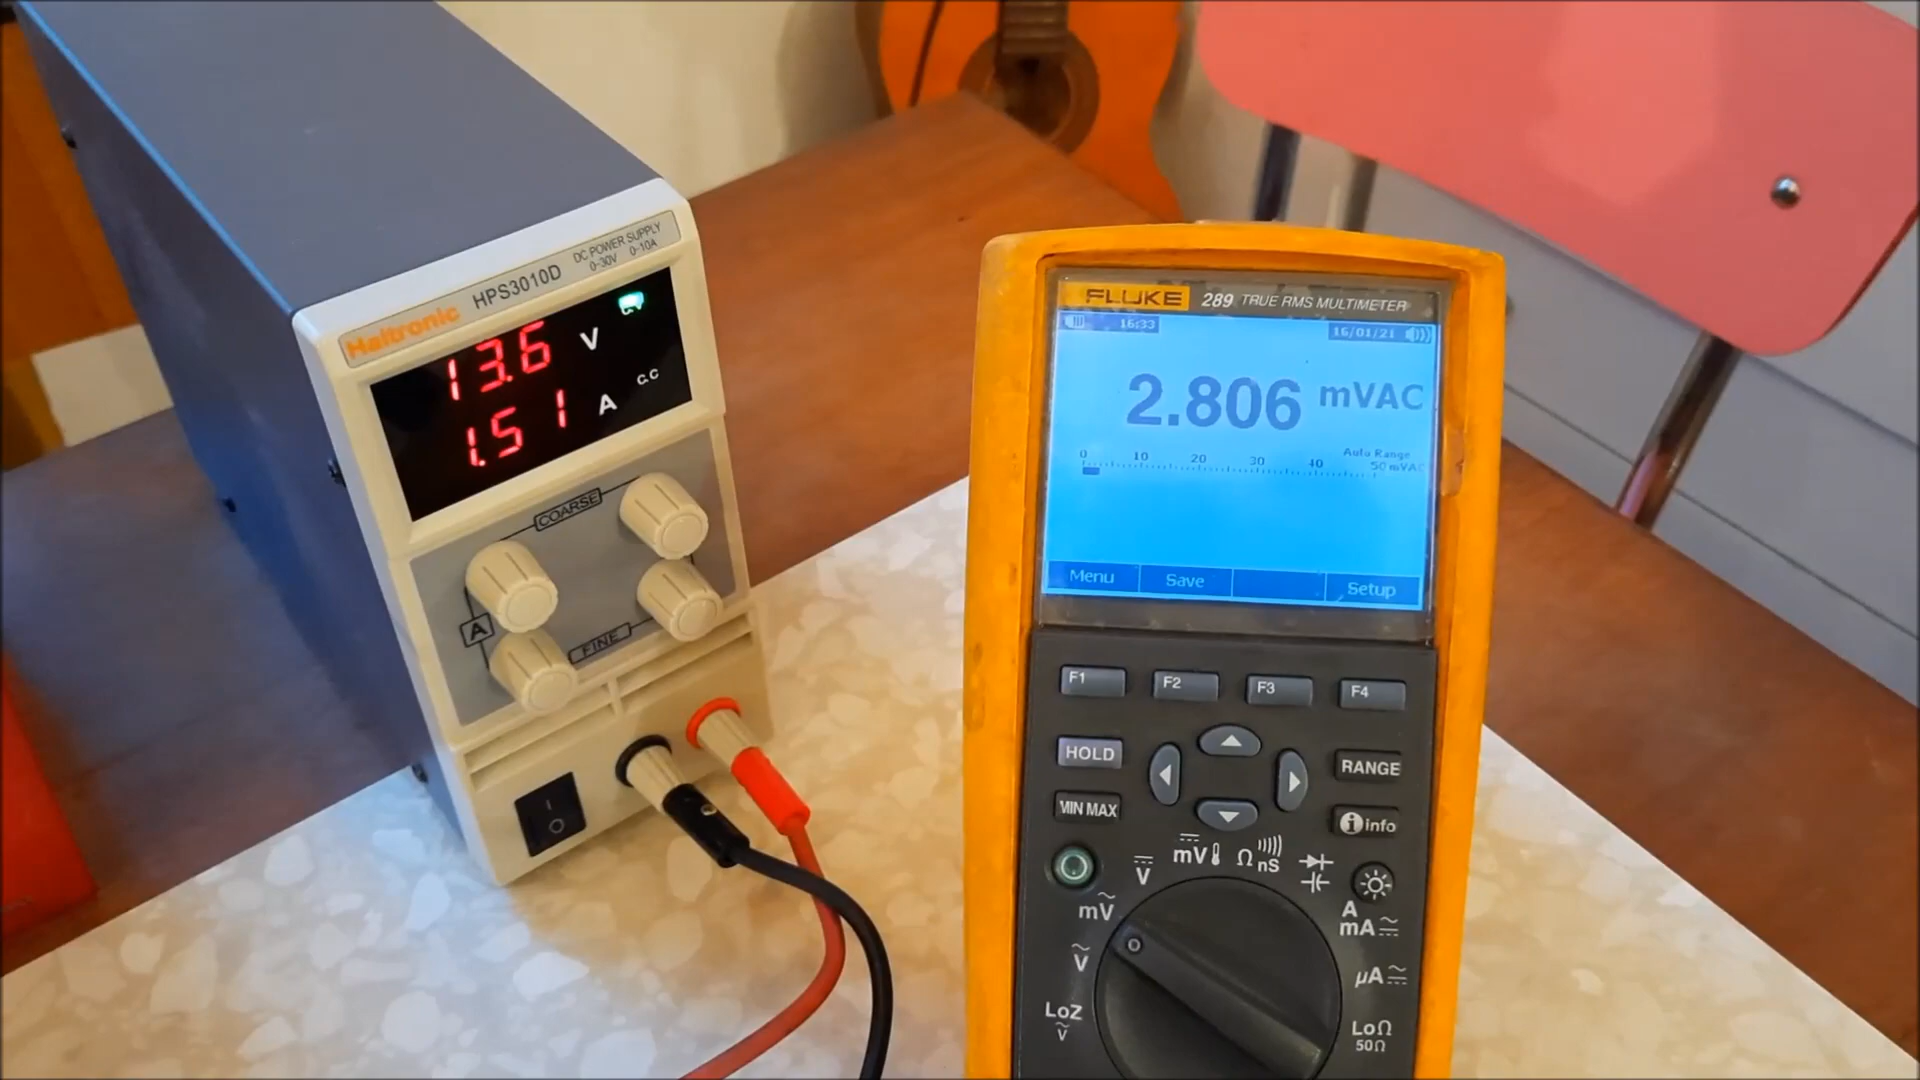 Haitronic HPS3010D DC POWER SUPPLY
0~30V 0~10A
13.6 V
C.C
1.51 A
COARSE
A
FINE
FLUKE 289 TRUE RMS MULTIMETER
16:33 16/01/21
2.806 mVAC
0 10 20 30 40
Auto Range
50 mVAC
Menu Save Setup
F1 F2 F3 F4
HOLD
RANGE
MIN MAX
i info
mV Ω nS
V
mV
A
mA
V
µA
LoZ
V
LoΩ
50Ω